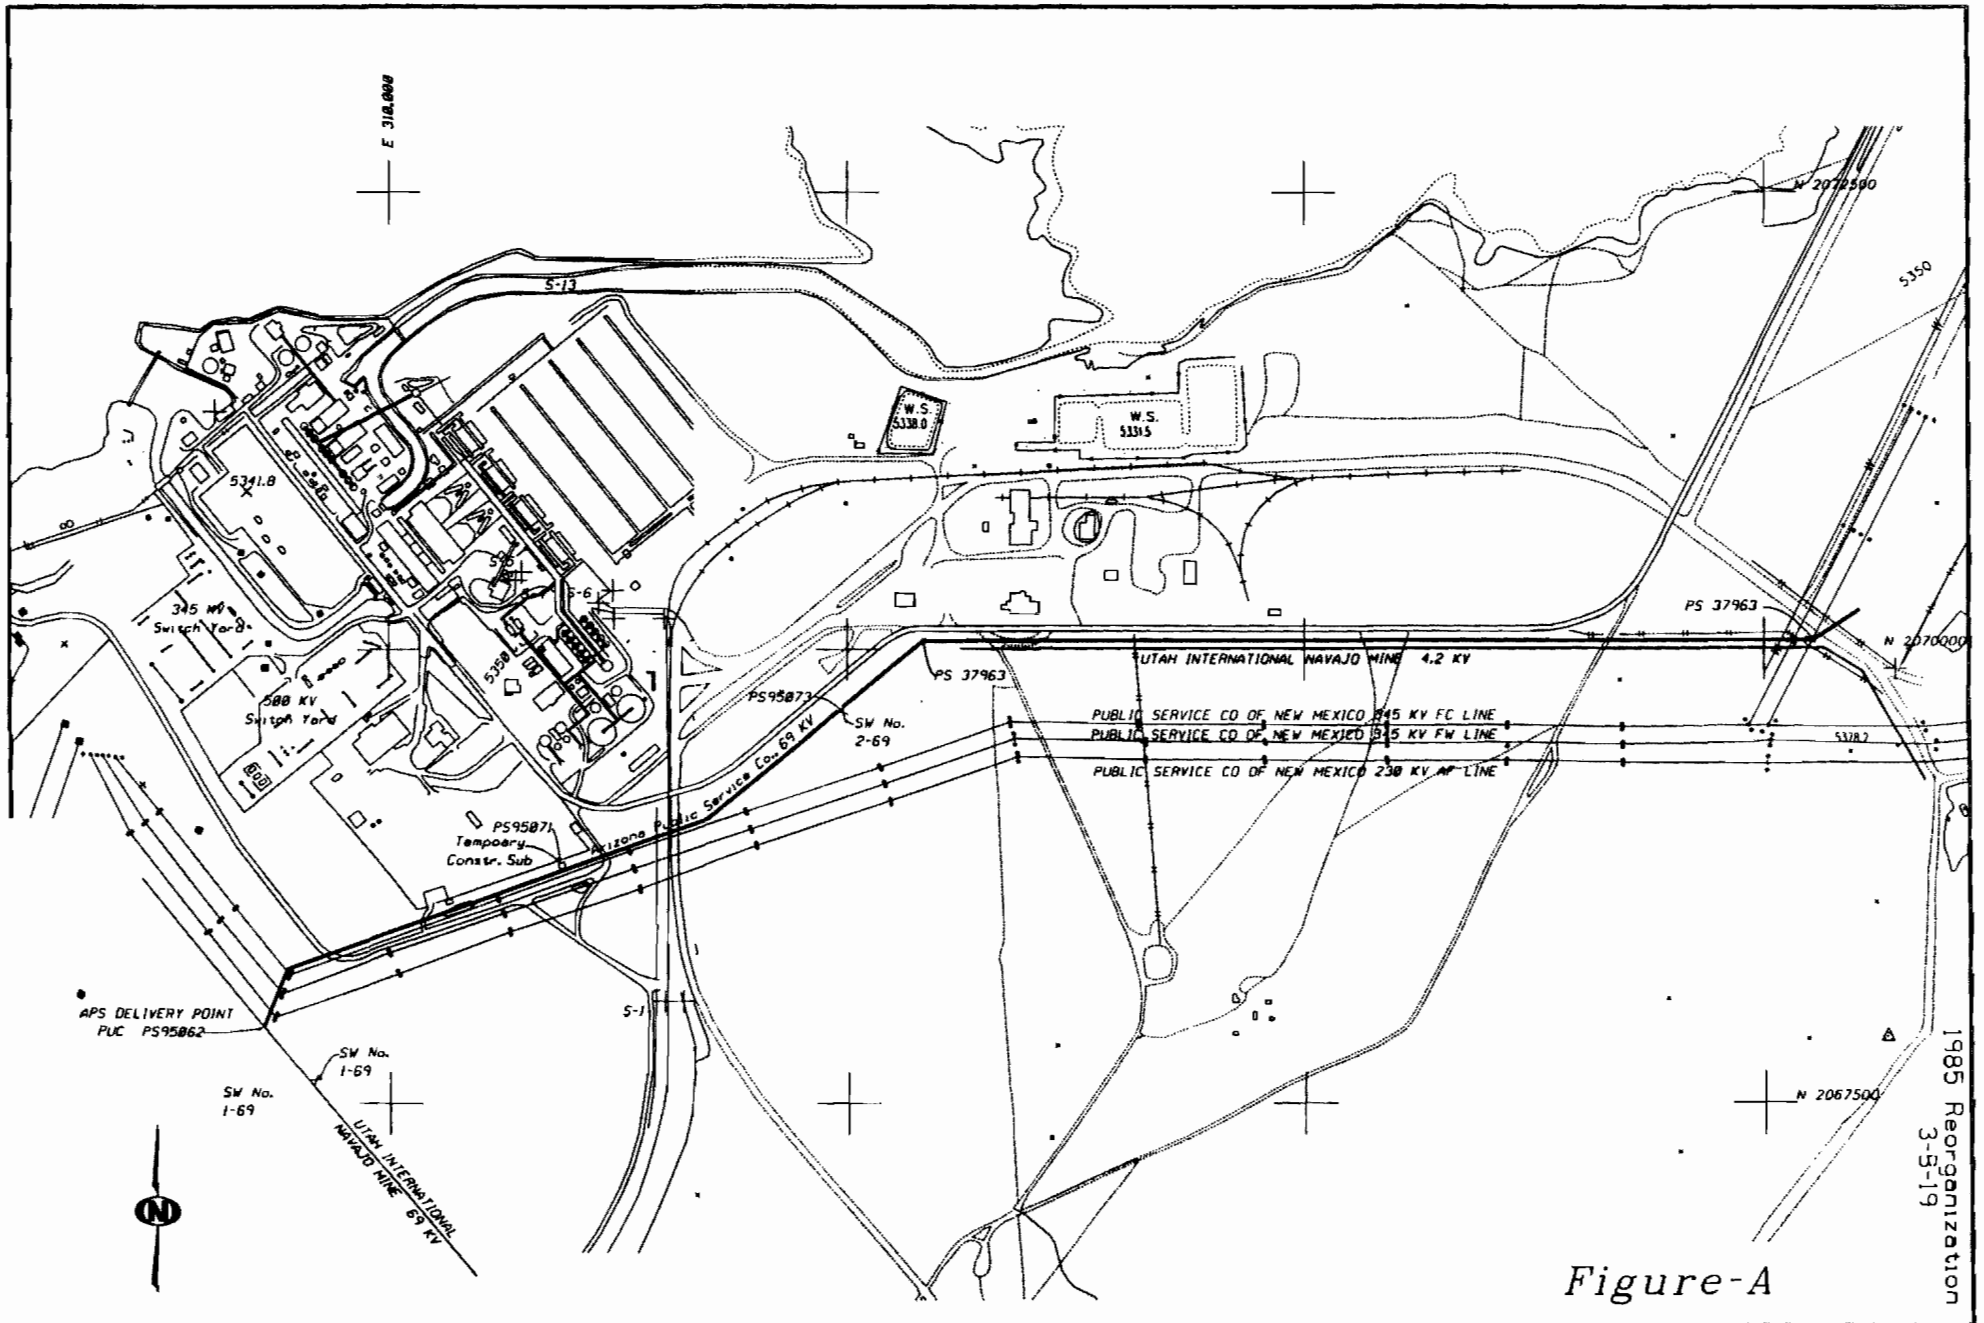 E 310.000
N 2072500
S-13
5350
W.S.
5338.0
W.S.
5331.5
5341.8
S-6
345 KV
Switch Yard
PS 37963
N 2070000
UTAH INTERNATIONAL NAVAJO MINE 4.2 KV
5350
PS 37963
500 KV
Switch Yard
PS95073
SW No.
2-69
PUBLIC SERVICE CO OF NEW MEXICO 345 KV FC LINE
PUBLIC SERVICE CO OF NEW MEXICO 345 KV FW LINE
PUBLIC SERVICE CO OF NEW MEXICO 230 KV AP LINE
Arizona Public Service Co., 69 KV
PS95071
Tempoary
Constr. Sub
S-1
APS DELIVERY POINT
PUC PS95062
SW No.
1-69
SW No.
1-69
N 2067500
UTAH INTERNATIONAL
NAVAJO MINE 69 KV
N
1985 Reorganization
3-5-19
Figure-A